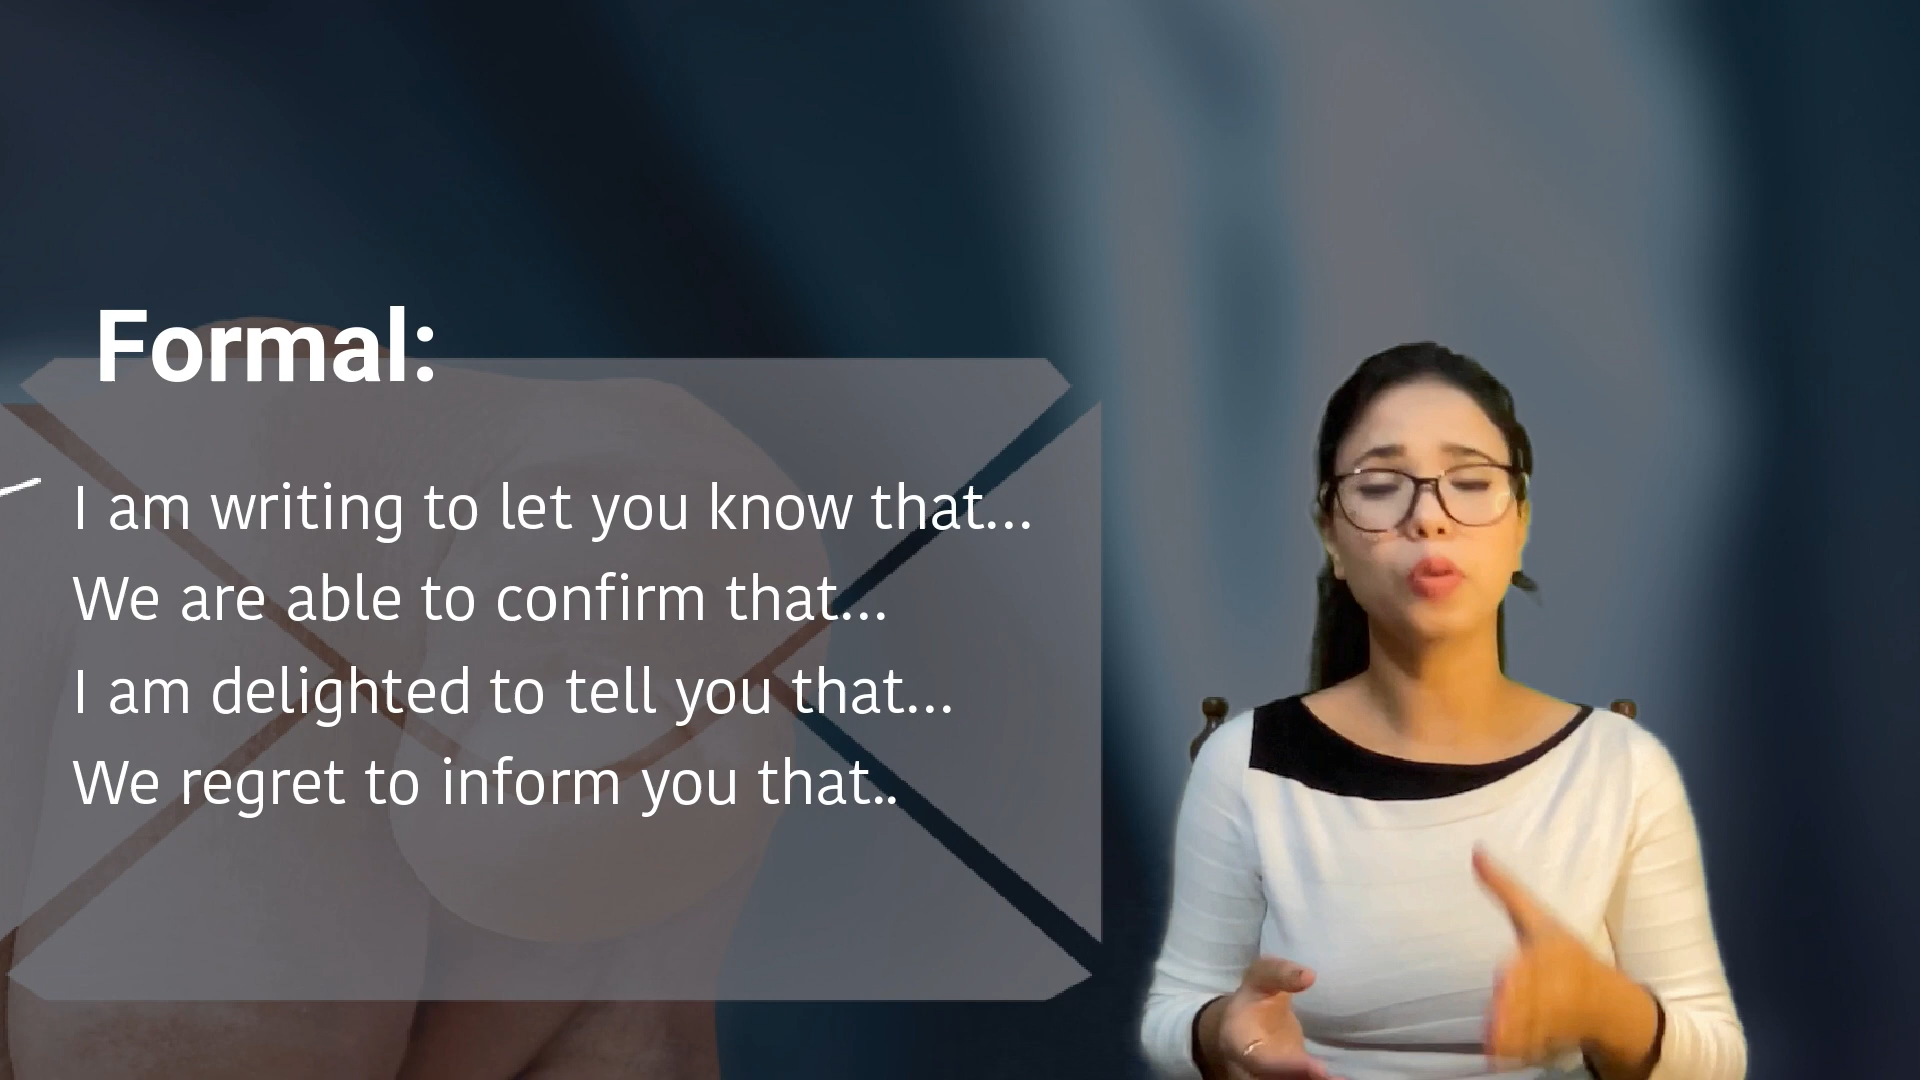 Formal:
I am writing to let you know that...
We are able to confirm that...
I am delighted to tell you that...
We regret to inform you that..